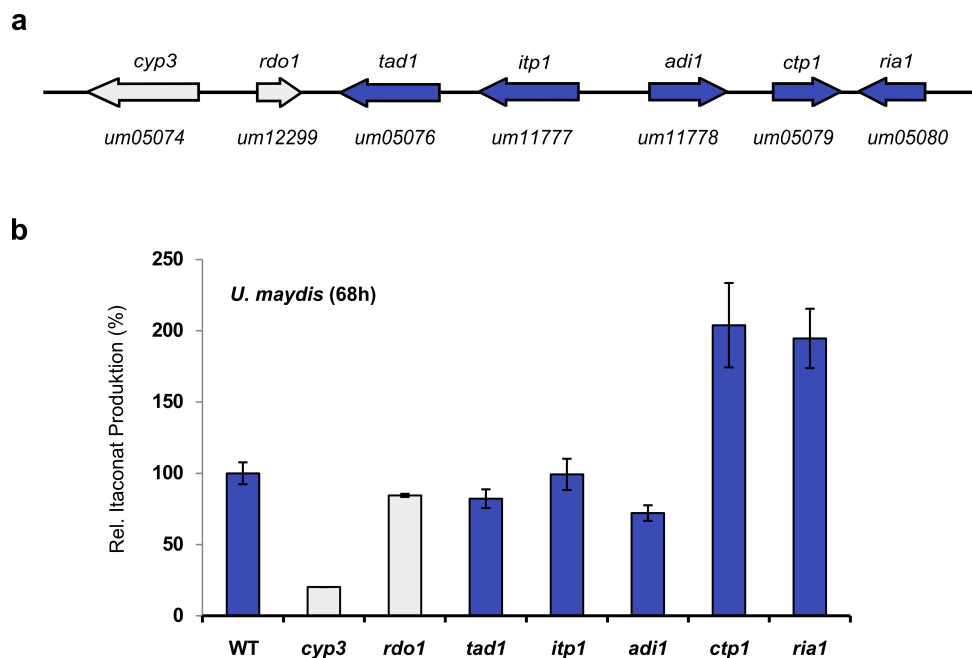 a
cyp3 rdo1 tad1 itp1 adi1 ctp1 ria1
um05074 um12299 um05076 um11777 um11778 um05079 um05080
b
Rel. Itaconat Produktion (%)
250
200
150
100
50
0
U. maydis (68h)
WT cyp3 rdo1 tad1 itp1 adi1 ctp1 ria1